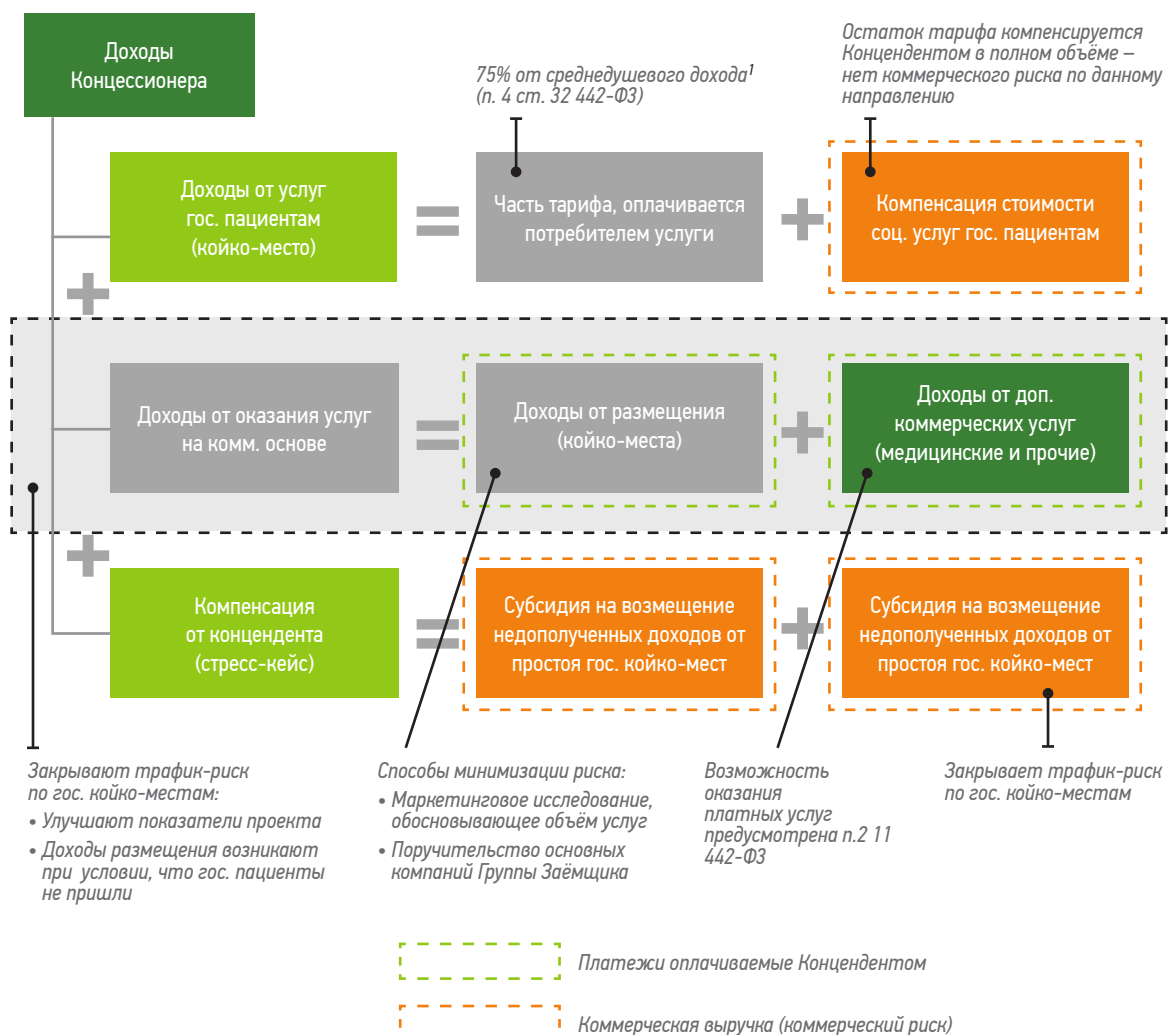 Доходы
Концессионера
75% от среднедушевого дохода¹
(п. 4 ст. 32 442-ФЗ)
Остаток тарифа компенсируется
Концендентом в полном объёме –
нет коммерческого риска по данному
направлению
Доходы от услуг
гос. пациентам
(койко-место)
=
Часть тарифа, оплачивается
потребителем услуги
+
Компенсация стоимости
соц. услуг гос. пациентам
+
Доходы от оказания услуг
на комм. основе
=
Доходы от размещения
(койко-места)
+
Доходы от доп.
коммерческих услуг
(медицинские и прочие)
+
Компенсация
от концендента
(стресс-кейс)
=
Субсидия на возмещение
недополученных доходов от
простоя гос. койко-мест
+
Субсидия на возмещение
недополученных доходов от
простоя гос. койко-мест
Закрывают трафик-риск
по гос. койко-местам:
• Улучшают показатели проекта
• Доходы размещения возникают
при условии, что гос. пациенты
не пришли
Способы минимизации риска:
• Маркетинговое исследование,
обосновывающее объём услуг
• Поручительство основных
компаний Группы Заёмщика
Возможность
оказания
платных услуг
предусмотрена п.2 11
442-ФЗ
Закрывает трафик-риск
по гос. койко-местам
Платежи оплачиваемые Концендентом
Коммерческая выручка (коммерческий риск)